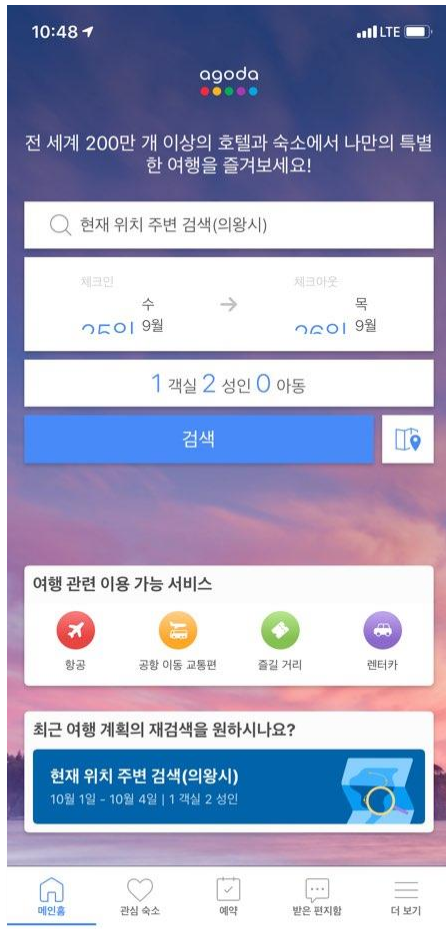 10:48
LTE
agoda
전 세계 200만 개 이상의 호텔과 숙소에서 나만의 특별
한 여행을 즐겨보세요!
현재 위치 주변 검색(의왕시)
체크인
체크아웃
25일 수 9월
26일 목 9월
1 객실 2 성인 0 아동
검색
여행 관련 이용 가능 서비스
항공
공항 이동 교통편
즐길 거리
렌터카
최근 여행 계획의 재검색을 원하시나요?
현재 위치 주변 검색(의왕시)
10월 1일 - 10월 4일 | 1 객실 2 성인
메인홈
관심 숙소
예약
받은 편지함
더 보기